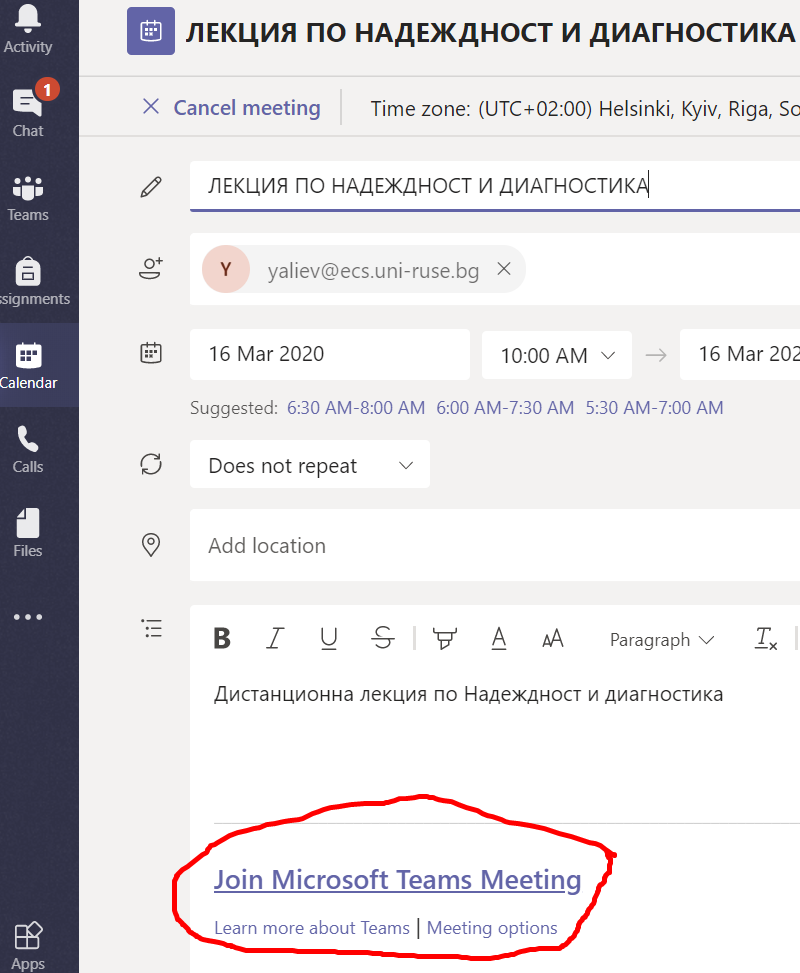 Activity
1
Chat
Teams
ssignments
Calendar
Calls
Files
Apps
ЛЕКЦИЯ ПО НАДЕЖДНОСТ И ДИАГНОСТИКА
Cancel meeting
Time zone: (UTC+02:00) Helsinki, Kyiv, Riga, So
ЛЕКЦИЯ ПО НАДЕЖДНОСТ И ДИАГНОСТИКА
Y yaliev@ecs.uni-ruse.bg
16 Mar 2020 10:00 AM → 16 Mar 202
Suggested: 6:30 AM-8:00 AM 6:00 AM-7:30 AM 5:30 AM-7:00 AM
Does not repeat
Add location
B I U S A AA Paragraph Tx
Дистанционна лекция по Надеждност и диагностика
Join Microsoft Teams Meeting
Learn more about Teams | Meeting options